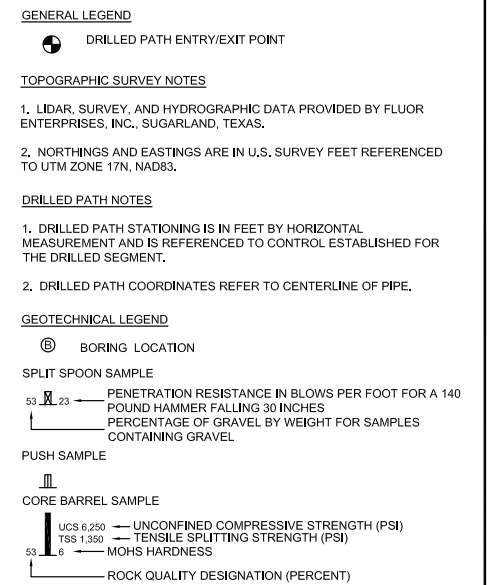 GENERAL LEGEND
DRILLED PATH ENTRY/EXIT POINT
TOPOGRAPHIC SURVEY NOTES
1. LIDAR, SURVEY, AND HYDROGRAPHIC DATA PROVIDED BY FLUOR
ENTERPRISES, INC., SUGARLAND, TEXAS.
2. NORTHINGS AND EASTINGS ARE IN U.S. SURVEY FEET REFERENCED
TO UTM ZONE 17N, NAD83.
DRILLED PATH NOTES
1. DRILLED PATH STATIONING IS IN FEET BY HORIZONTAL
MEASUREMENT AND IS REFERENCED TO CONTROL ESTABLISHED FOR
THE DRILLED SEGMENT.
2. DRILLED PATH COORDINATES REFER TO CENTERLINE OF PIPE.
GEOTECHNICAL LEGEND
B BORING LOCATION
SPLIT SPOON SAMPLE
53 23 PENETRATION RESISTANCE IN BLOWS PER FOOT FOR A 140
POUND HAMMER FALLING 30 INCHES
PERCENTAGE OF GRAVEL BY WEIGHT FOR SAMPLES
CONTAINING GRAVEL
PUSH SAMPLE
CORE BARREL SAMPLE
UCS 6,250 UNCONFINED COMPRESSIVE STRENGTH (PSI)
TSS 1,350 TENSILE SPLITTING STRENGTH (PSI)
53 6 MOHS HARDNESS
ROCK QUALITY DESIGNATION (PERCENT)